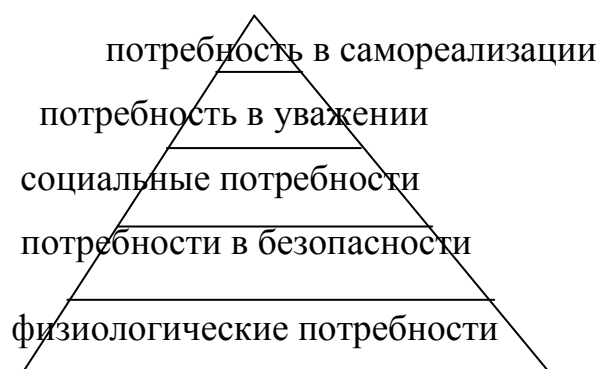 потребность в самореализации
потребность в уважении
социальные потребности
потребности в безопасности
физиологические потребности